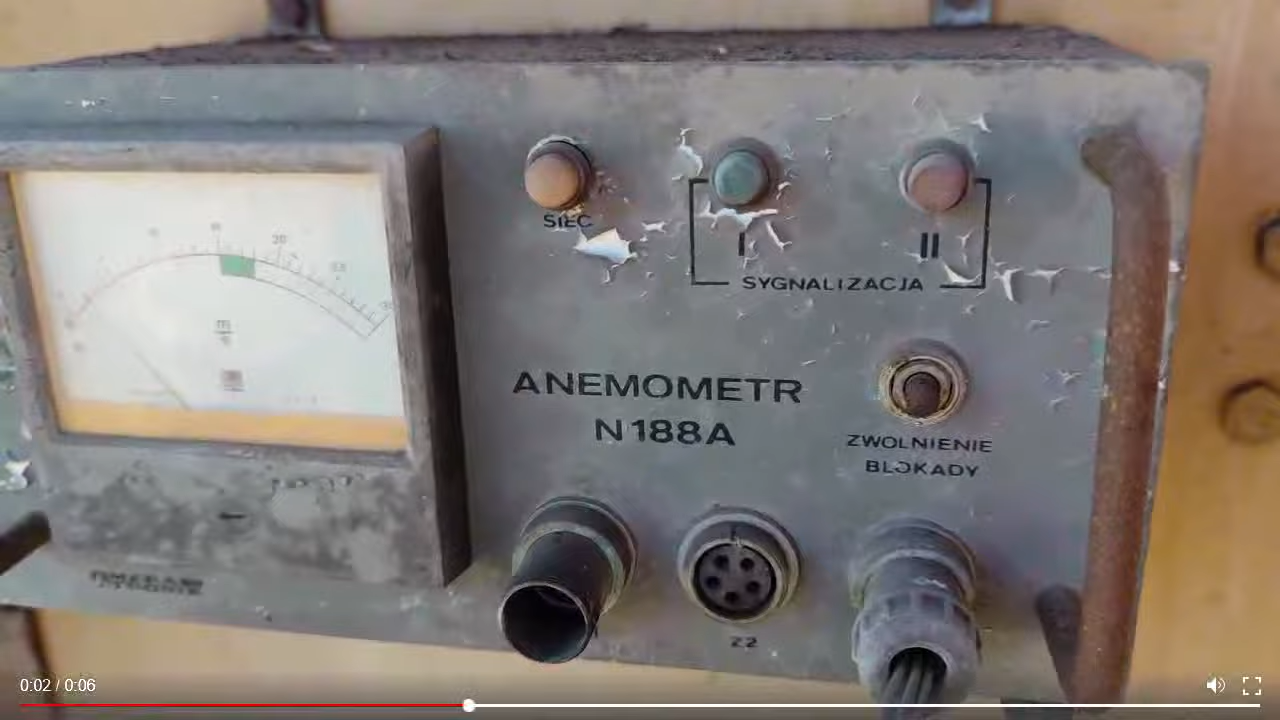 0:02 / 0:06
SIEĆ
I
II
SYGNALIZACJA
ANEMOMETR
N188A
ZWOLNIENIE
BLOKADY
Z2
m/s